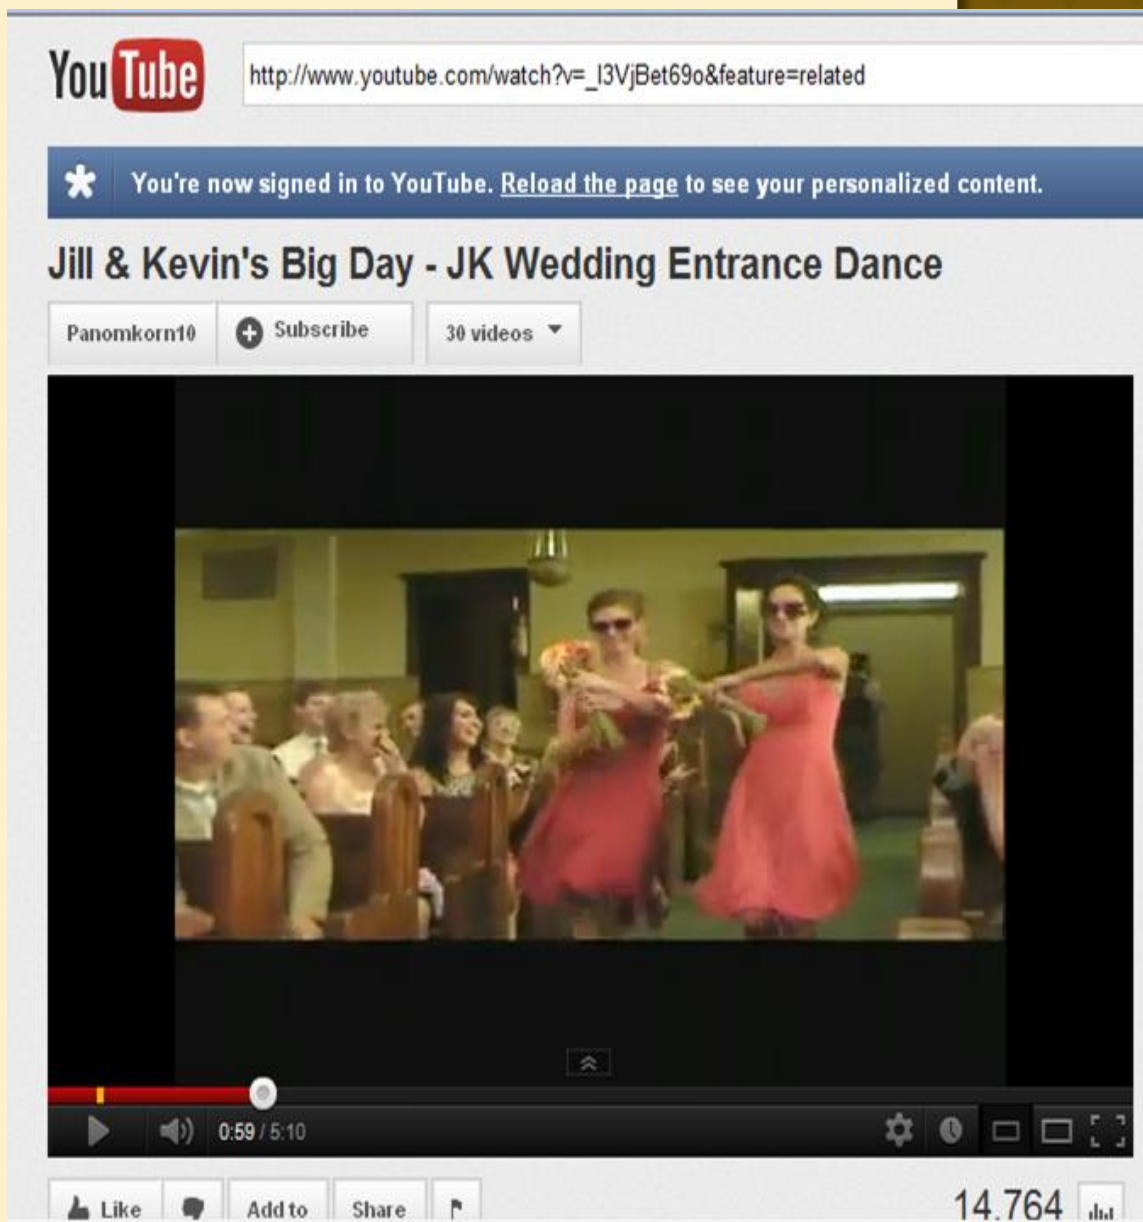 YouTube
http://www.youtube.com/watch?v=_l3VjBet69o&feature=related
You're now signed in to YouTube. Reload the page to see your personalized content.
Jill & Kevin's Big Day - JK Wedding Entrance Dance
Panomkorn10 Subscribe 30 videos
0:59 / 5:10
Like Add to Share 14,764